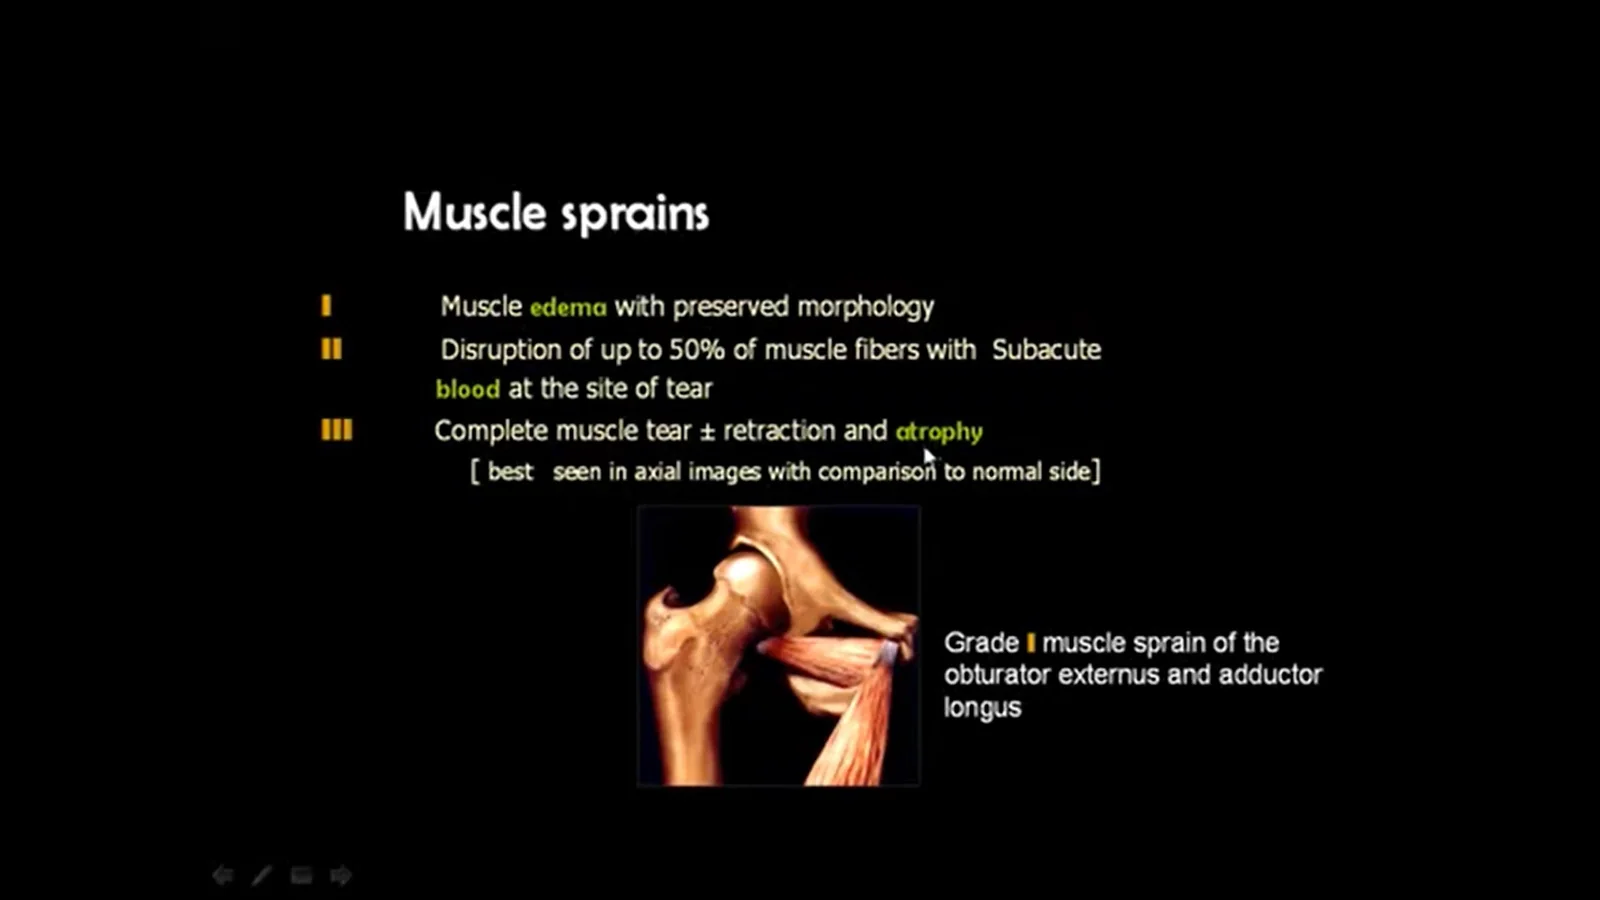 Muscle sprains
I Muscle edema with preserved morphology
II Disruption of up to 50% of muscle fibers with Subacute
blood at the site of tear
III Complete muscle tear ± retraction and atrophy
[ best seen in axial images with comparison to normal side]
Grade I muscle sprain of the
obturator externus and adductor
longus